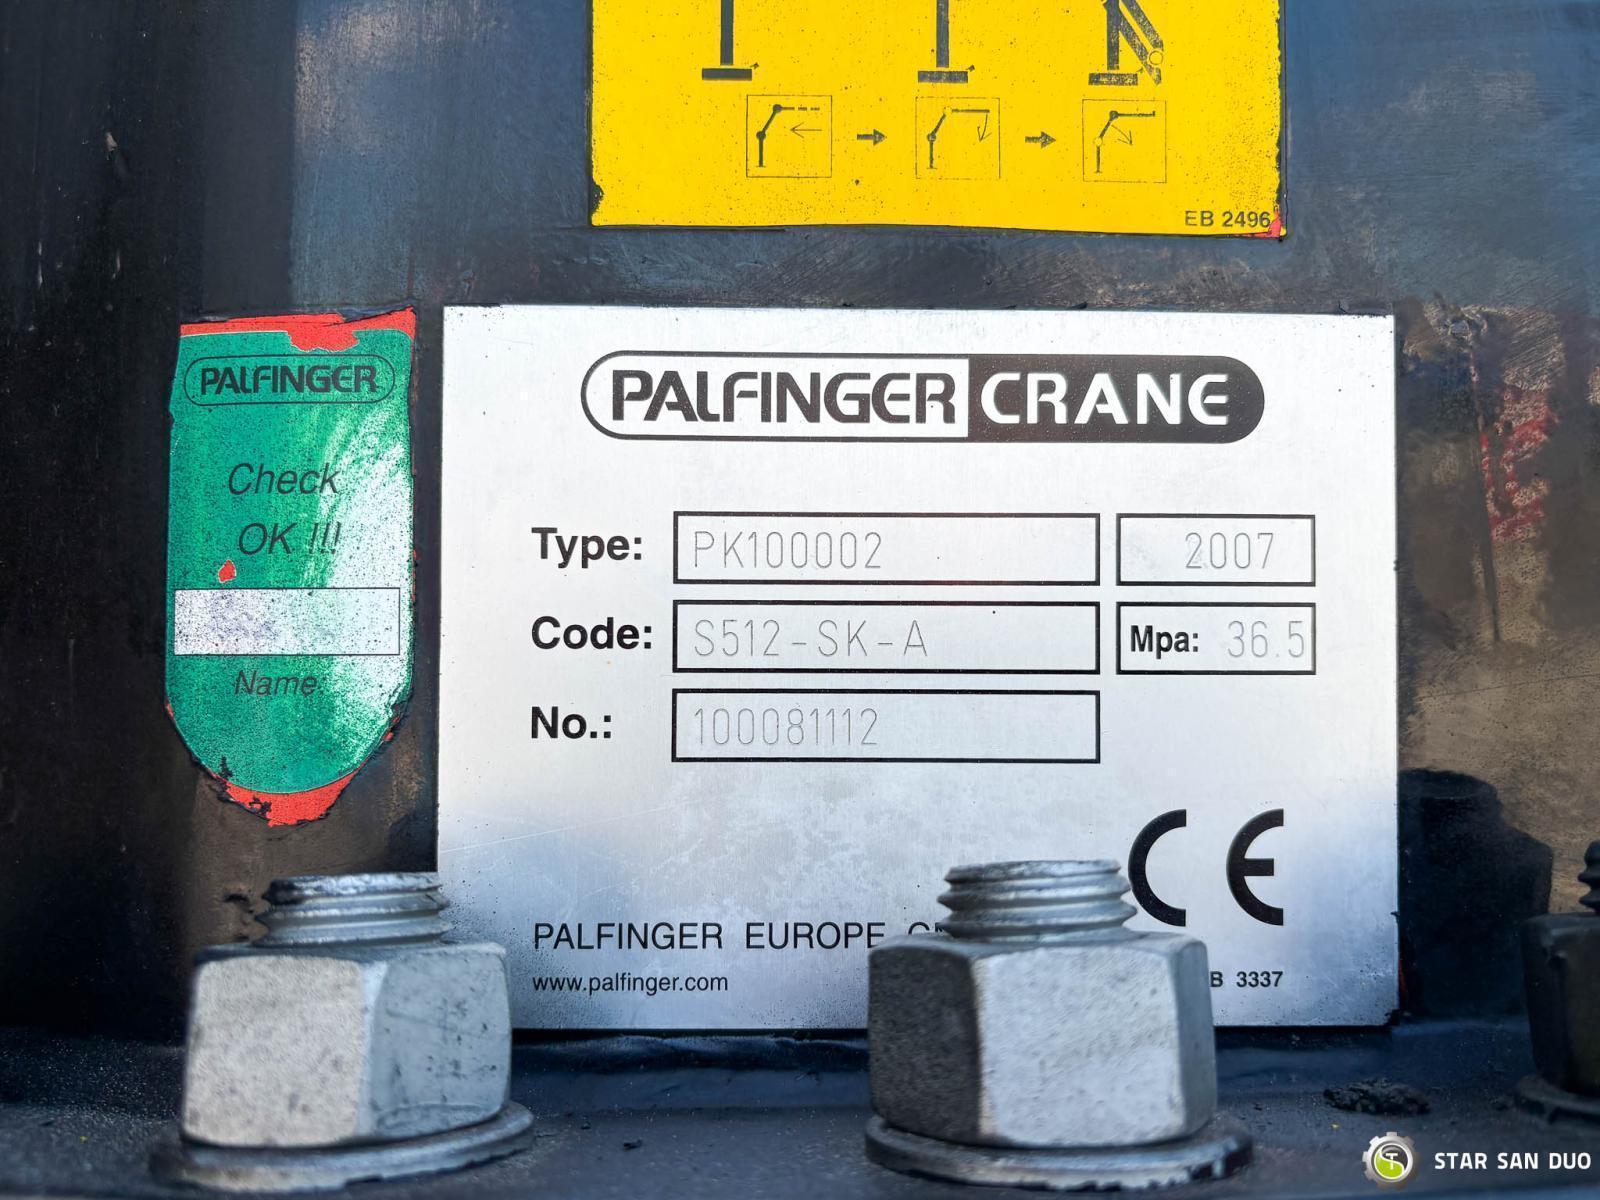 EB 2496
PALFINGER
Check
OK !!!
Name:
PALFINGER CRANE
Type: PK100002 2007
Code: S512-SK-A Mpa: 36.5
No.: 100081112
CE
PALFINGER EUROPE
www.palfinger.com
3337
STAR SAN DUO